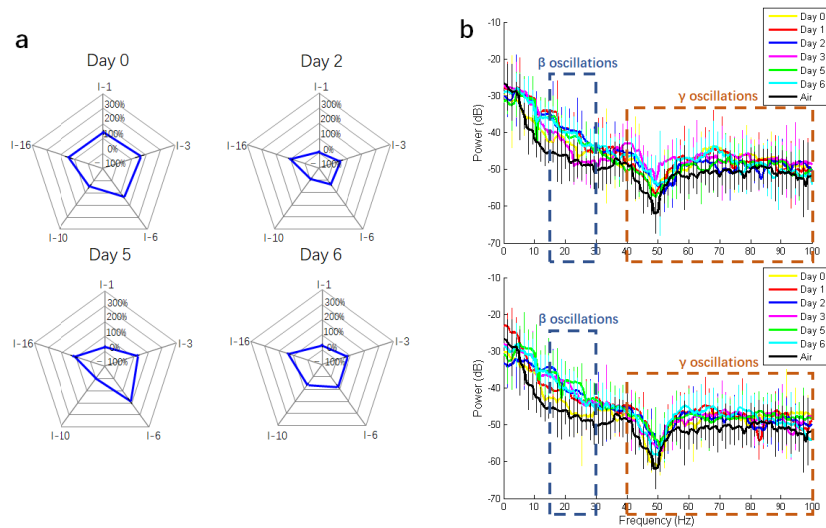 a
Day 0
I-1
300%
200%
100%
0%
100%
I-3
I-6
I-10
I-16
Day 2
I-1
300%
200%
100%
0%
100%
I-3
I-6
I-10
I-16
Day 5
I-1
300%
200%
100%
0%
100%
I-3
I-6
I-10
I-16
Day 6
I-1
300%
200%
100%
0%
100%
I-3
I-6
I-10
I-16
b
-10
-20
-30
-40
-50
-60
-70
Power (dB)
0 10 20 30 40 50 60 70 80 90 100
β oscillations
γ oscillations
Day 0
Day 1
Day 2
Day 3
Day 5
Day 6
Air
-10
-20
-30
-40
-50
-60
-70
Power (dB)
0 10 20 30 40 50 60 70 80 90 100
Frequency (Hz)
β oscillations
γ oscillations
Day 0
Day 1
Day 2
Day 3
Day 5
Day 6
Air